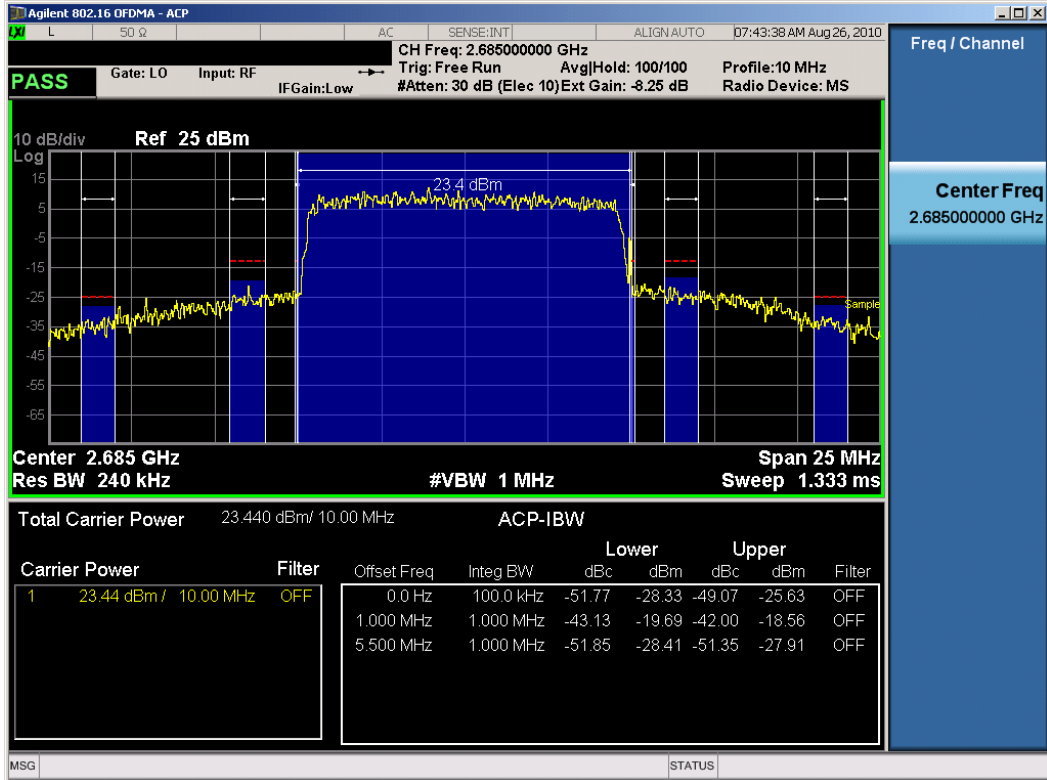 Agilent 802.16 OFDMA - ACP
LXI L 50 Ω AC SENSE:INT ALIGN AUTO 07:43:38 AM Aug 26, 2010
CH Freq: 2.685000000 GHz
PASS Gate: LO Input: RF Trig: Free Run Avg|Hold: 100/100 Profile:10 MHz
IFGain:Low #Atten: 30 dB (Elec 10) Ext Gain: -8.25 dB Radio Device: MS
Freq / Channel
Center Freq
2.685000000 GHz
10 dB/div Ref 25 dBm
Log
23.4 dBm
15
5
-5
-15
-25
-35
-45
-55
-65
Sample
Center 2.685 GHz Span 25 MHz
Res BW 240 kHz #VBW 1 MHz Sweep 1.333 ms
Total Carrier Power 23.440 dBm/ 10.00 MHz ACP-IBW
Lower Upper
Carrier Power Filter Offset Freq Integ BW dBc dBm dBc dBm Filter
1 23.44 dBm / 10.00 MHz OFF 0.0 Hz 100.0 kHz -51.77 -28.33 -49.07 -25.63 OFF
1.000 MHz 1.000 MHz -43.13 -19.69 -42.00 -18.56 OFF
5.500 MHz 1.000 MHz -51.85 -28.41 -51.35 -27.91 OFF
MSG STATUS